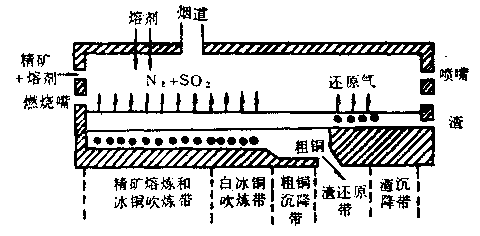 烟道
熔剂
精矿
+熔剂
燃烧嘴
N₂+SO₂
还原气
喷嘴
渣
粗铜
精矿熔炼和
冰铜吹炼带
白冰铜
吹炼带
粗铜
沉降
带
渣还原
带
渣沉
降带